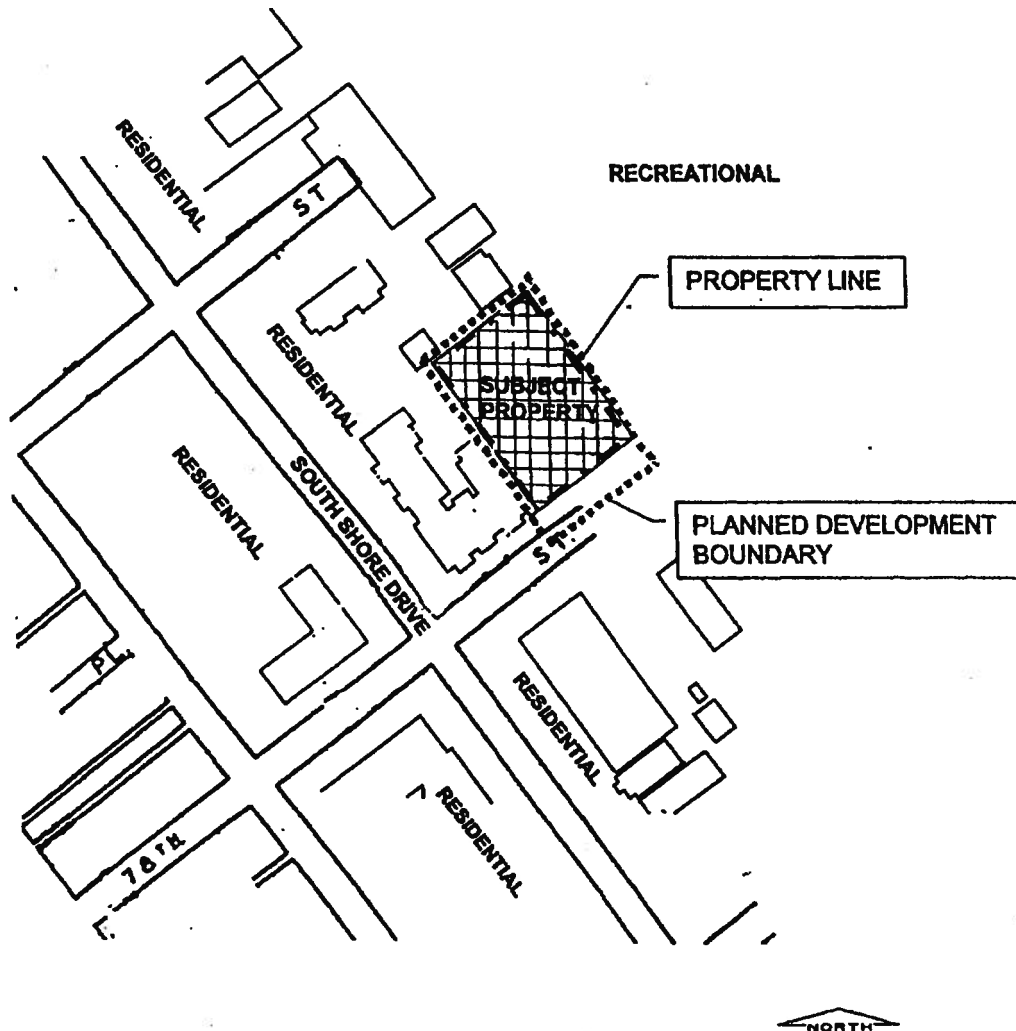 RESIDENTIAL
ST
RECREATIONAL
PROPERTY LINE
RESIDENTIAL
SUBJECT
PROPERTY
RESIDENTIAL
SOUTH SHORE DRIVE
PLANNED DEVELOPMENT
BOUNDARY
ST.
PL
RESIDENTIAL
RESIDENTIAL
78TH
NORTH